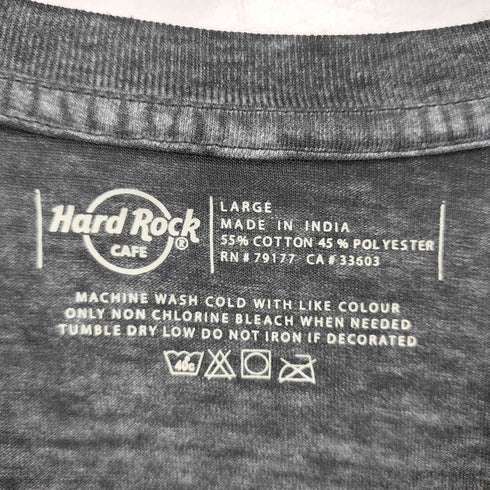 Hard Rock
CAFE
®
LARGE
MADE IN INDIA
55% COTTON 45% POLYESTER
RN# 79177 CA# 33603
MACHINE WASH COLD WITH LIKE COLOUR
ONLY NON CHLORINE BLEACH WHEN NEEDED
TUMBLE DRY LOW DO NOT IRON IF DECORATED
40C